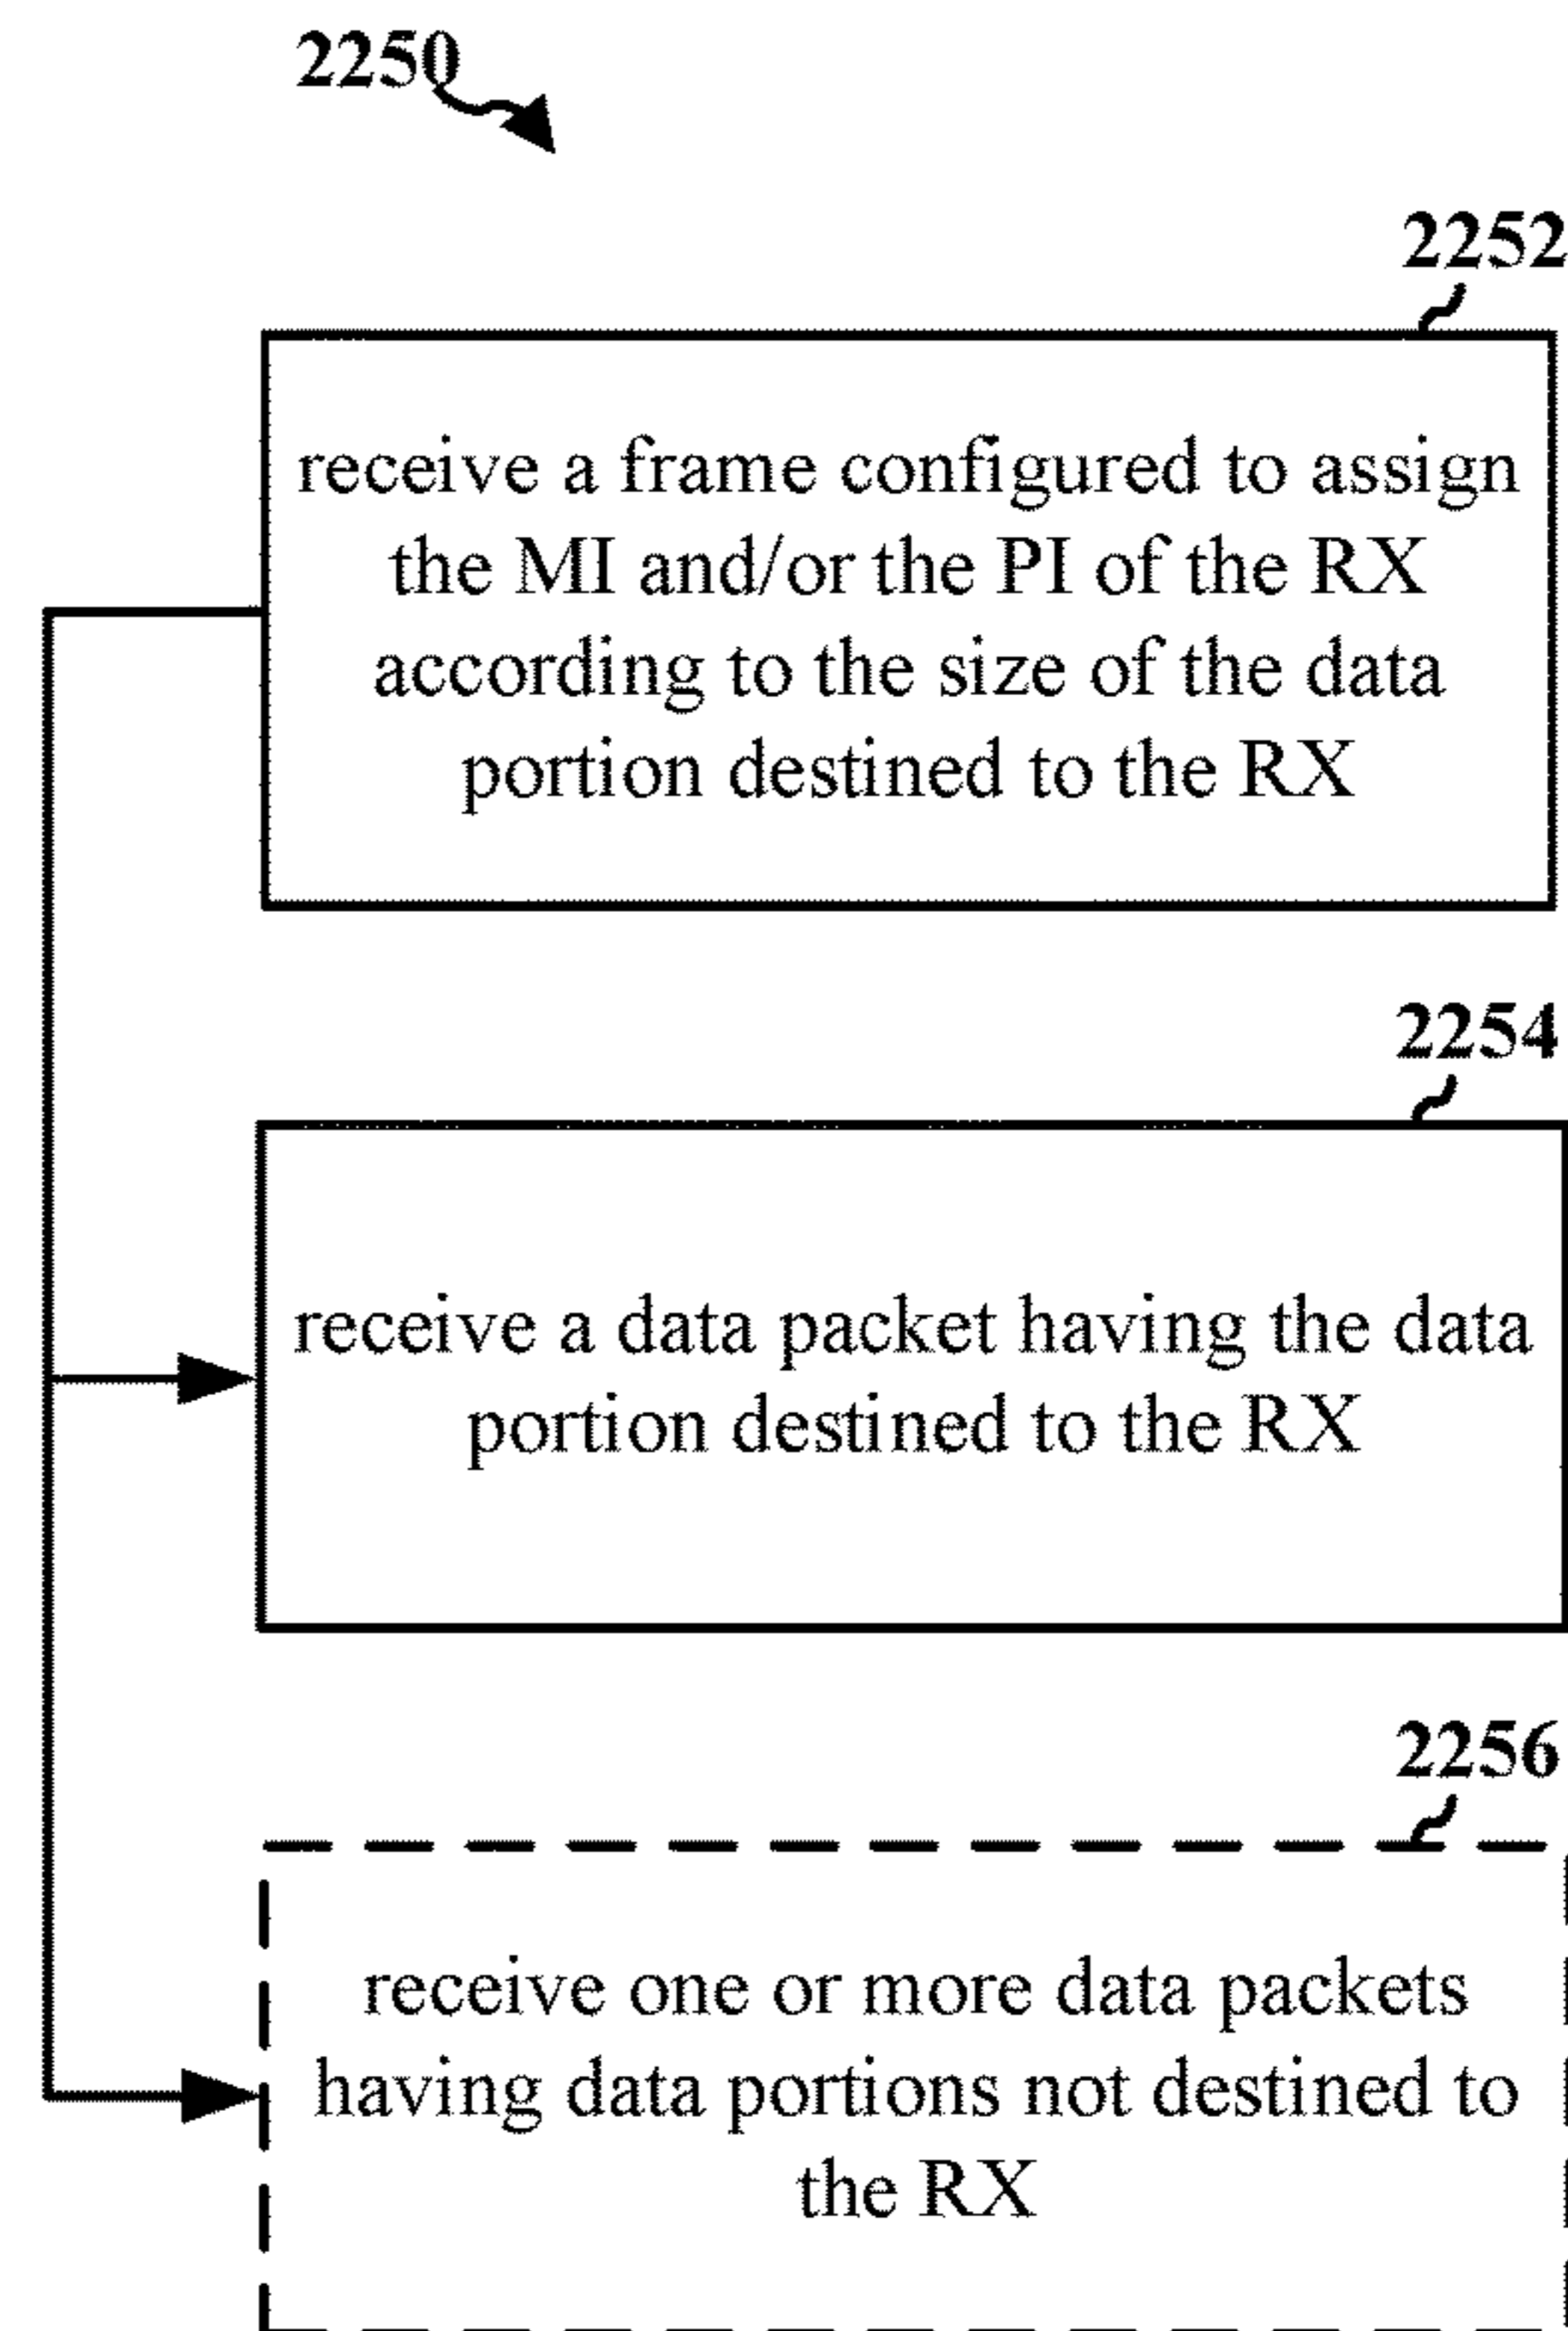 2250
2252
receive a frame configured to assign
the MI and/or the PI of the RX
according to the size of the data
portion destined to the RX
2254
receive a data packet having the data
portion destined to the RX
2256
receive one or more data packets
having data portions not destined to
the RX